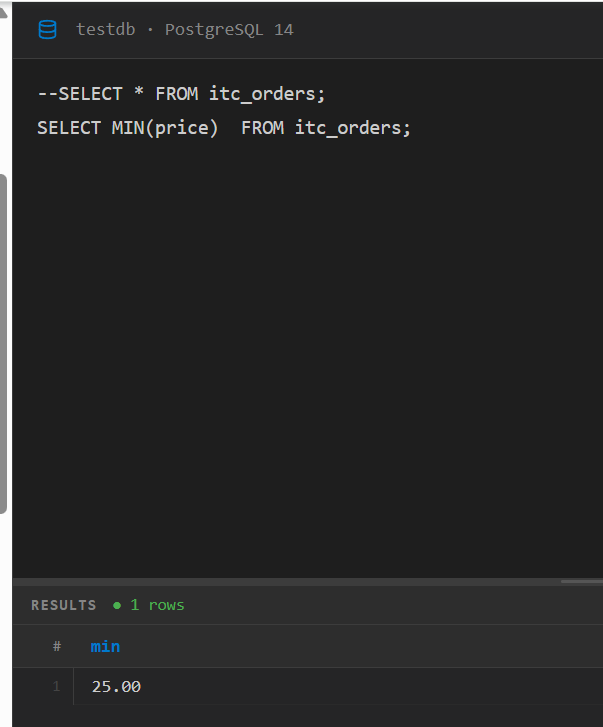 testdb · PostgreSQL 14
--SELECT * FROM itc_orders;
SELECT MIN(price)  FROM itc_orders;
RESULTS ● 1 rows
# min
1 25.00